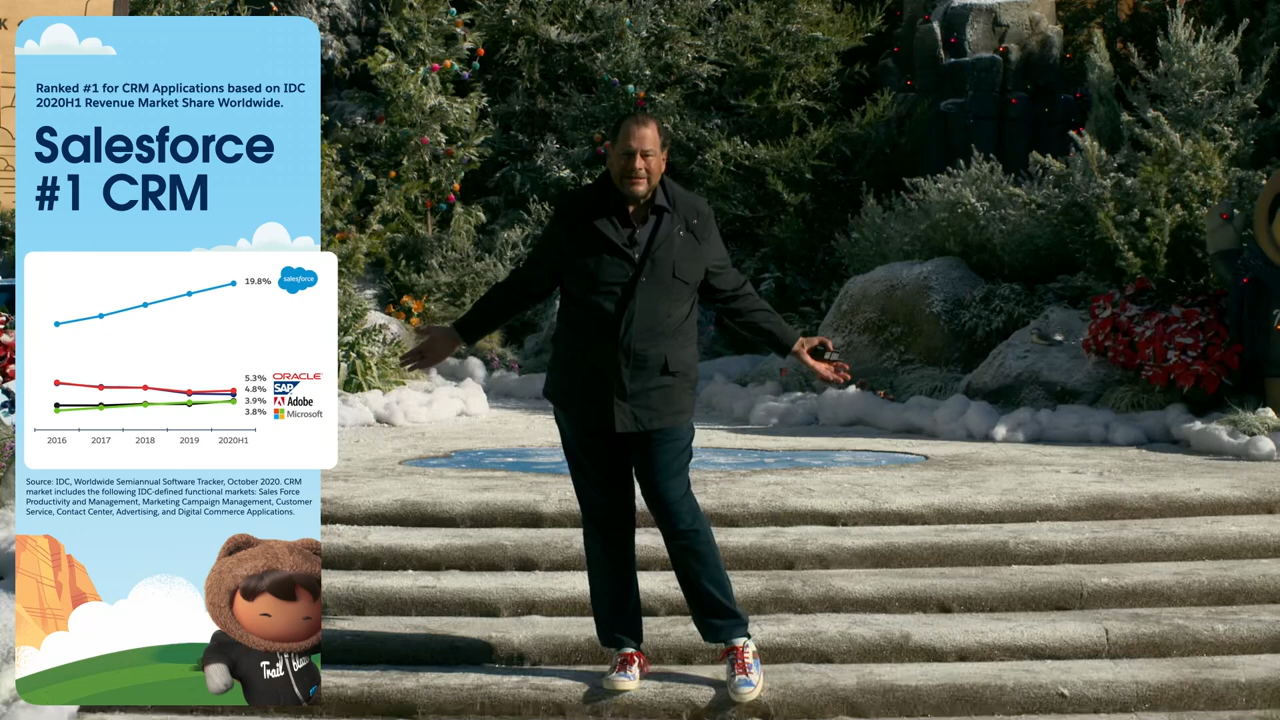 Ranked #1 for CRM Applications based on IDC
2020H1 Revenue Market Share Worldwide.
Salesforce
#1 CRM
19.8% salesforce
5.3% ORACLE
4.8% SAP
3.9% Adobe
3.8% Microsoft
2016 2017 2018 2019 2020H1
Source: IDC, Worldwide Semiannual Software Tracker, October 2020. CRM
market includes the following IDC-defined functional markets: Sales Force
Productivity and Management, Marketing Campaign Management, Customer
Service, Contact Center, Advertising, and Digital Commerce Applications.
Trail